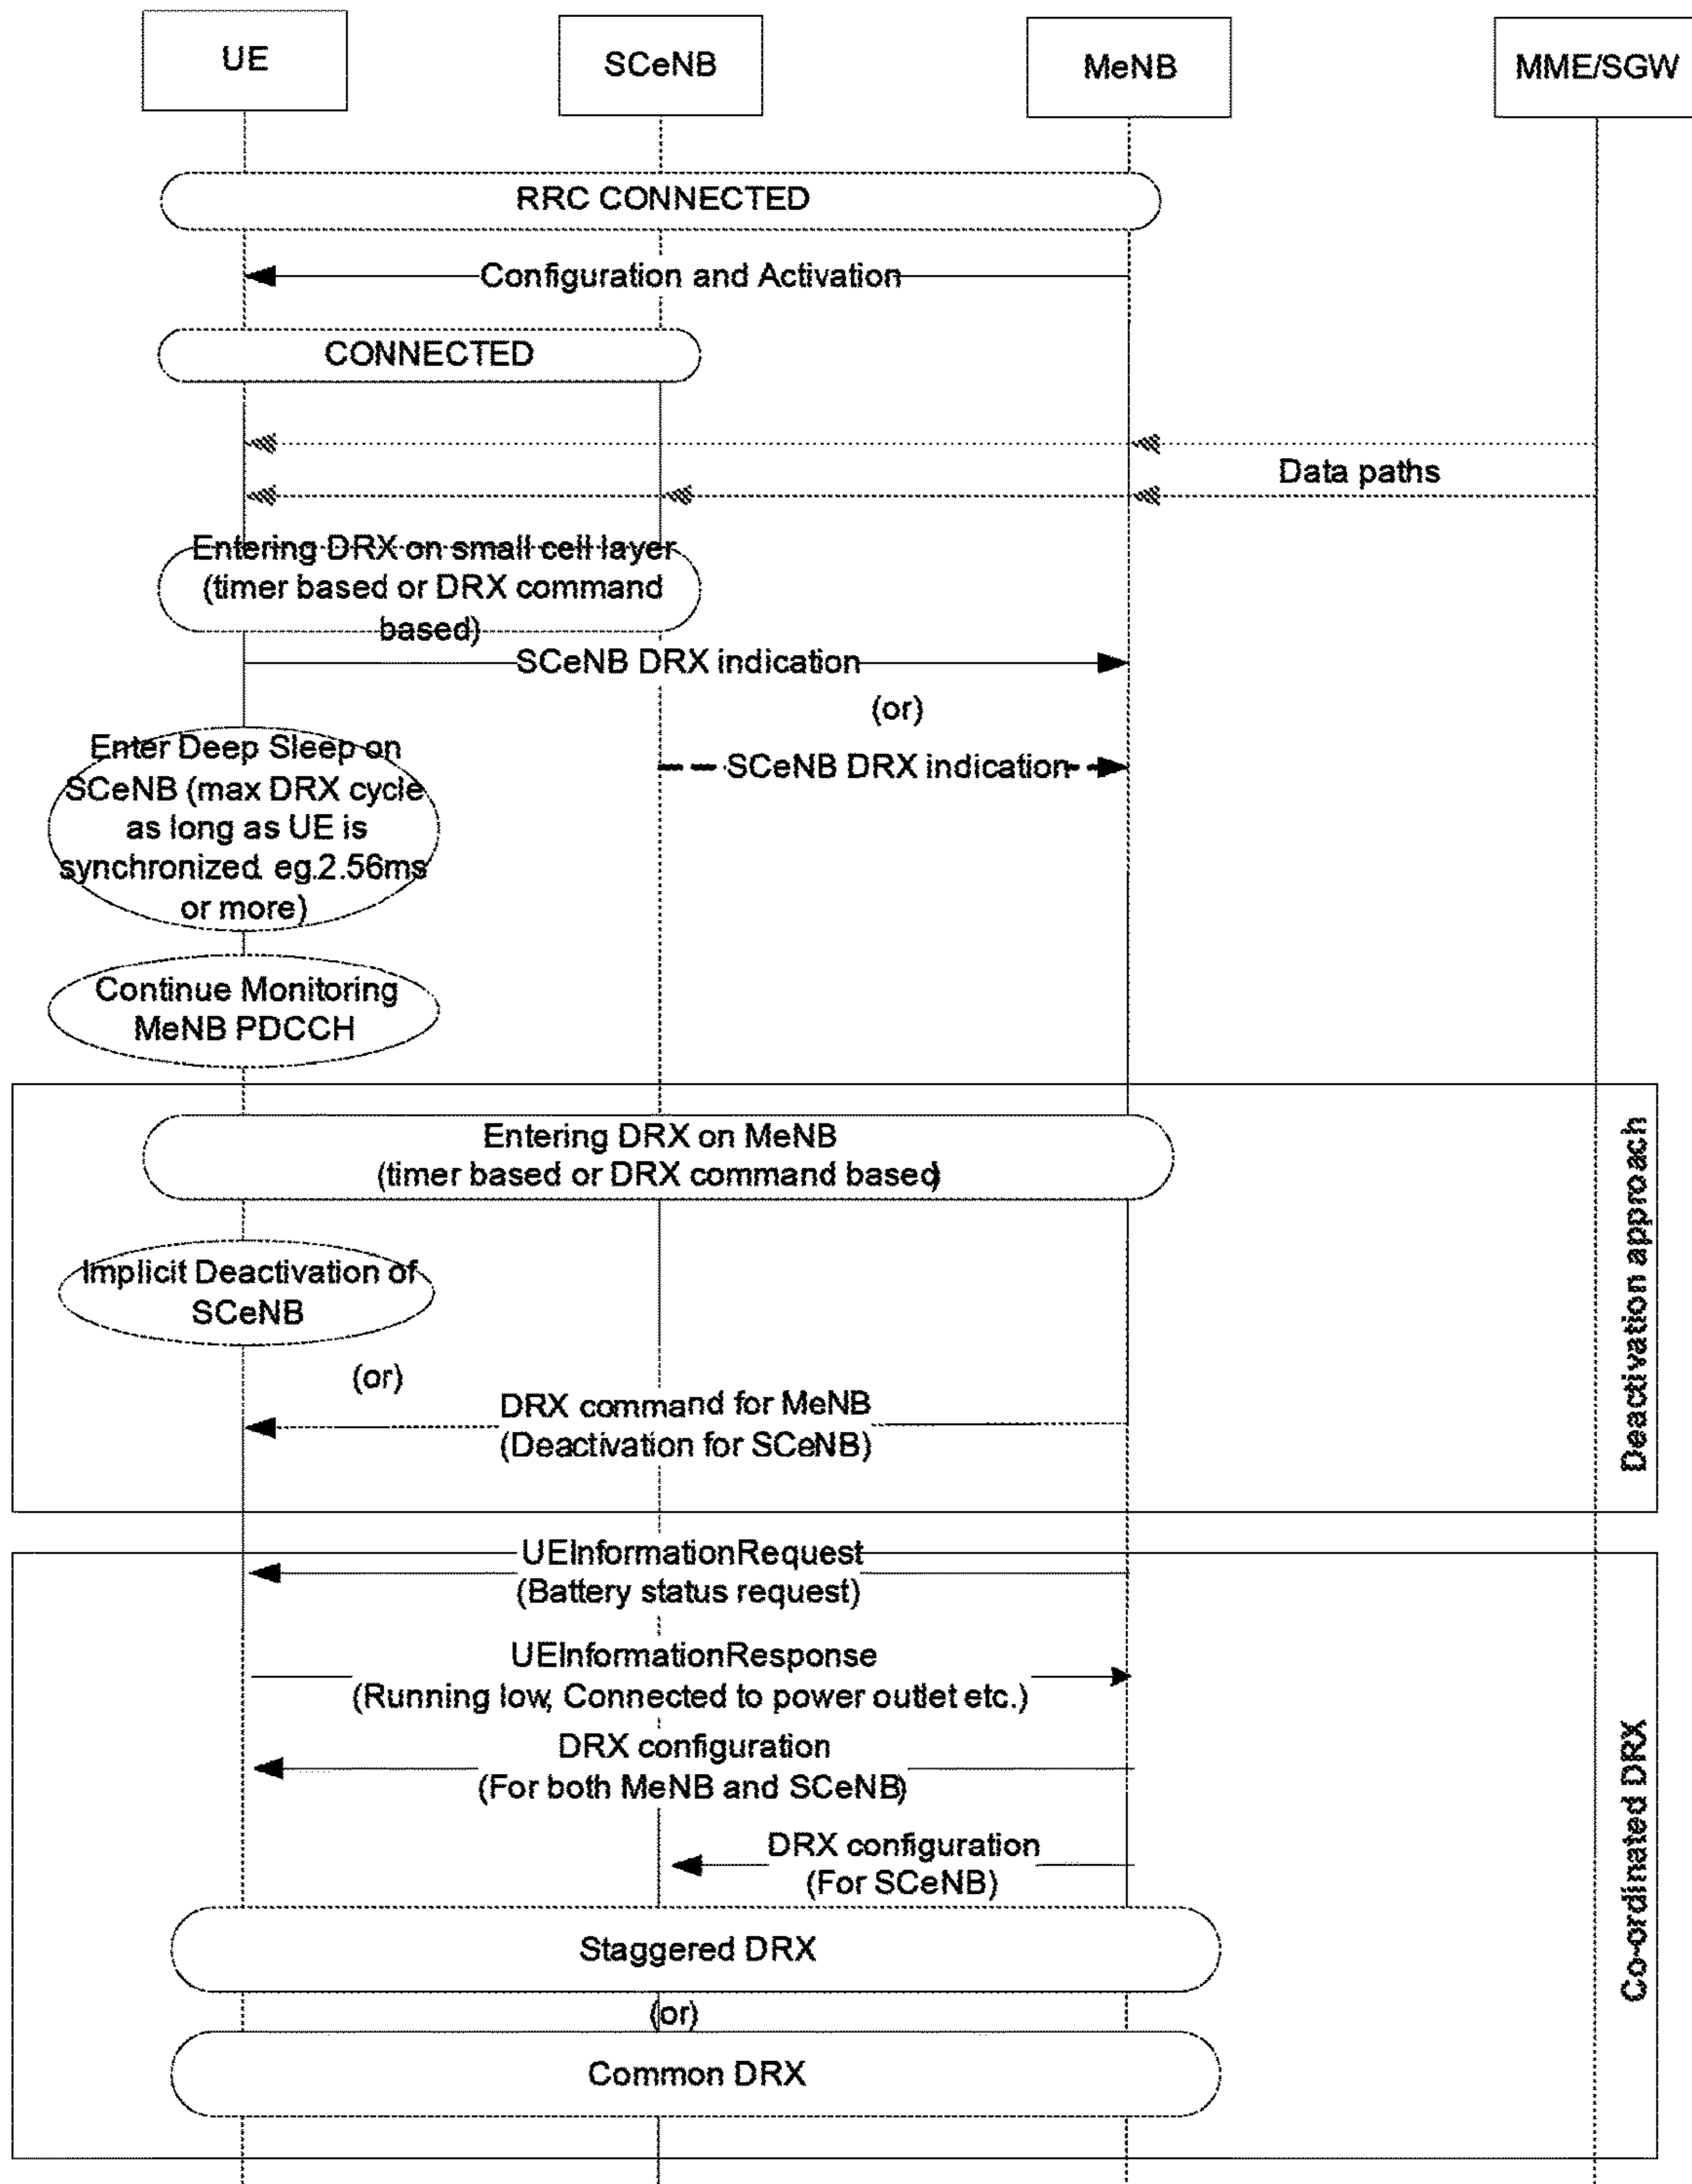 UE
SCeNB
MeNB
MME/SGW
RRC CONNECTED
Configuration and Activation
CONNECTED
Data paths
Entering DRX on small cell layer
(timer based or DRX command
based)
SCeNB DRX indication
(or)
SCeNB DRX indication
Enter Deep Sleep on
SCeNB (max DRX cycle
as long as UE is
synchronized. eg.2.56ms
or more)
Continue Monitoring
MeNB PDCCH
Entering DRX on MeNB
(timer based or DRX command based)
Implicit Deactivation of
SCeNB
(or)
DRX command for MeNB
(Deactivation for SCeNB)
Deactivation approach
UEInformationRequest
(Battery status request)
UEInformationResponse
(Running low, Connected to power outlet etc.)
DRX configuration
(For both MeNB and SCeNB)
DRX configuration
(For SCeNB)
Staggered DRX
(or)
Common DRX
Co-ordinated DRX